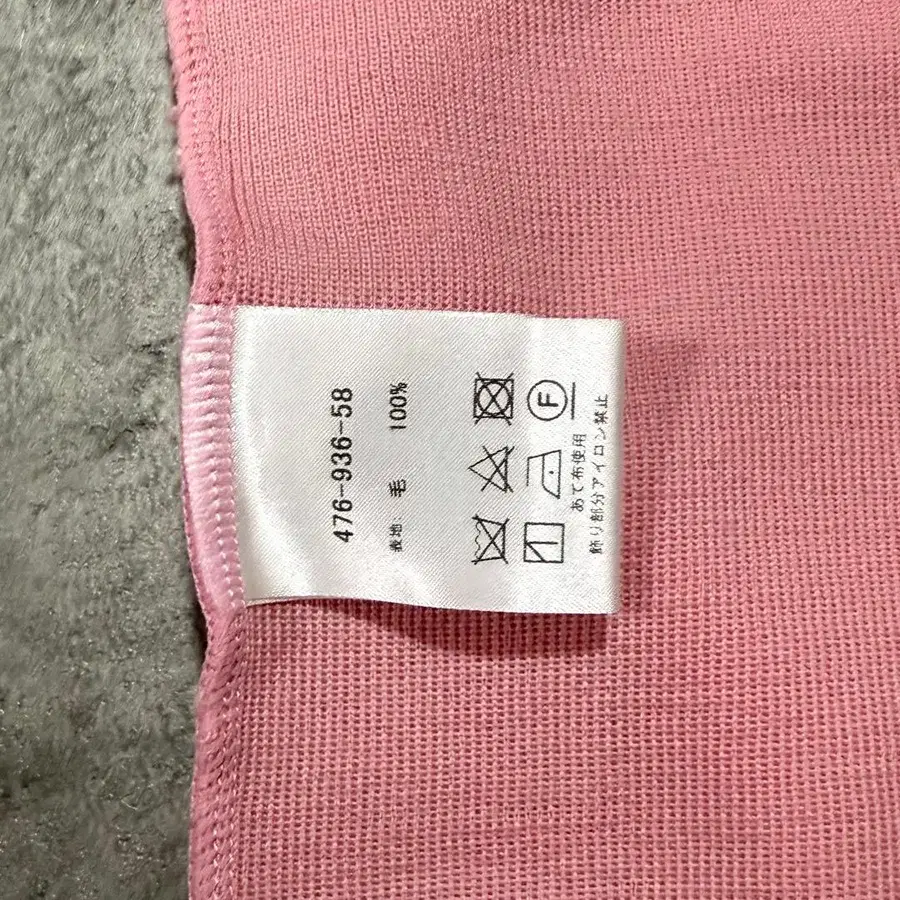 476-936-58
表地: 毛 100%
F
あて布使用
飾り部分アイロン禁止